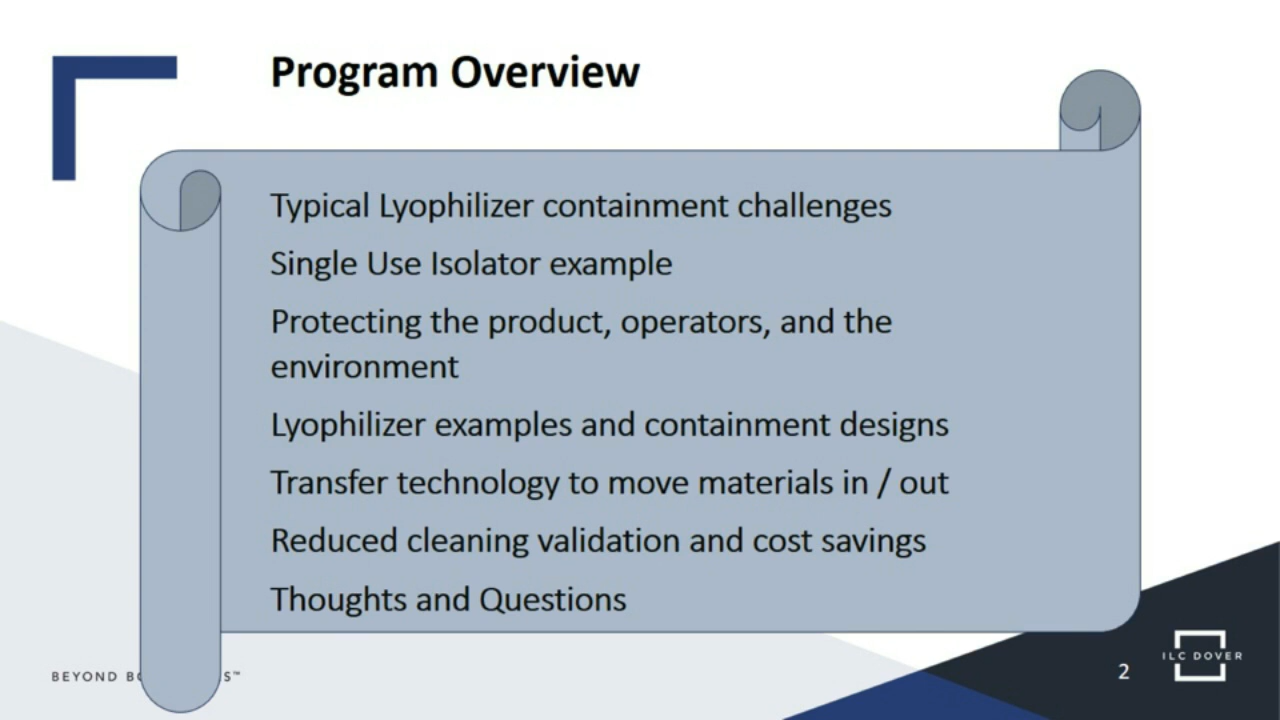 Program Overview
Typical Lyophilizer containment challenges
Single Use Isolator example
Protecting the product, operators, and the
environment
Lyophilizer examples and containment designs
Transfer technology to move materials in / out
Reduced cleaning validation and cost savings
Thoughts and Questions
BEYOND
2
ILC DOVER